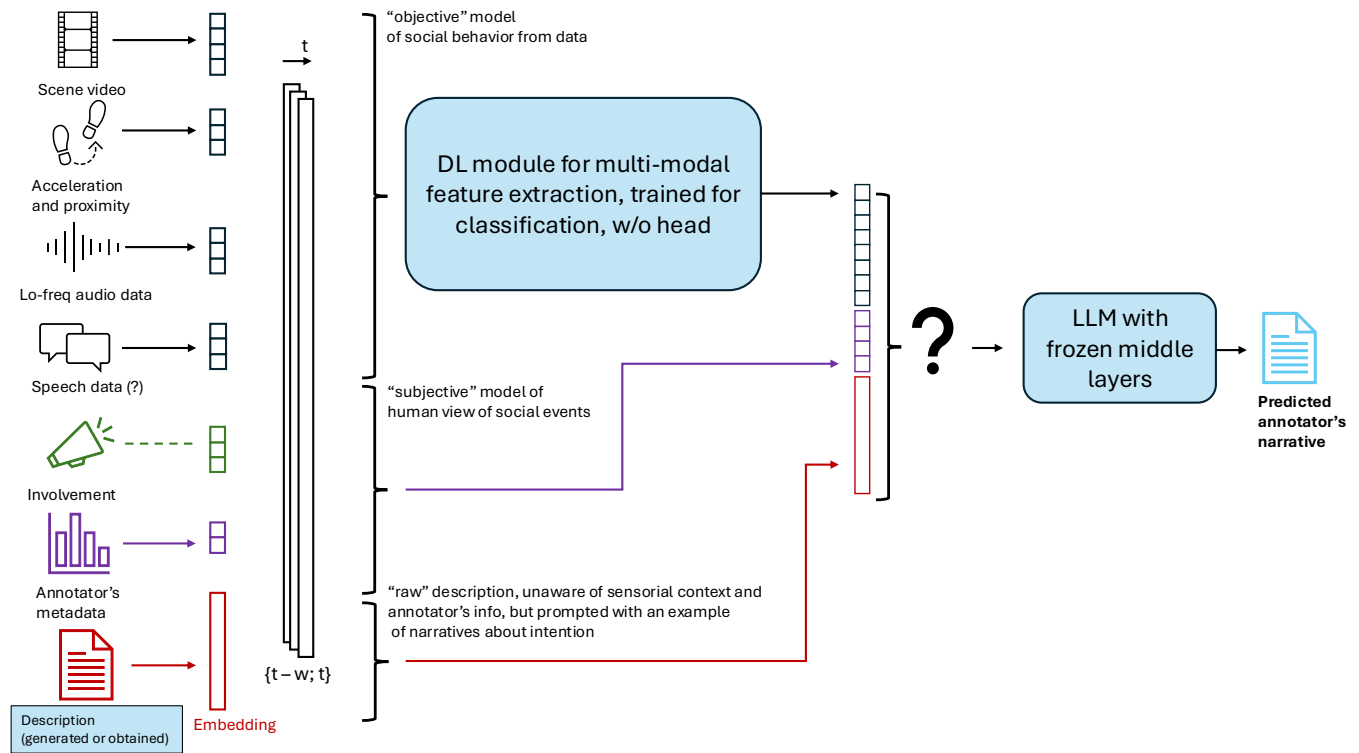 Scene video
Acceleration
and proximity
Lo-freq audio data
Speech data (?)
Involvement
Annotator’s
metadata
Description
(generated or obtained)
Embedding
t
{t – w; t}
“objective” model
of social behavior from data
“subjective” model of
human view of social events
“raw” description, unaware of sensorial context and
annotator’s info, but prompted with an example
of narratives about intention
DL module for multi-modal
feature extraction, trained for
classification, w/o head
?
LLM with
frozen middle
layers
Predicted
annotator’s
narrative